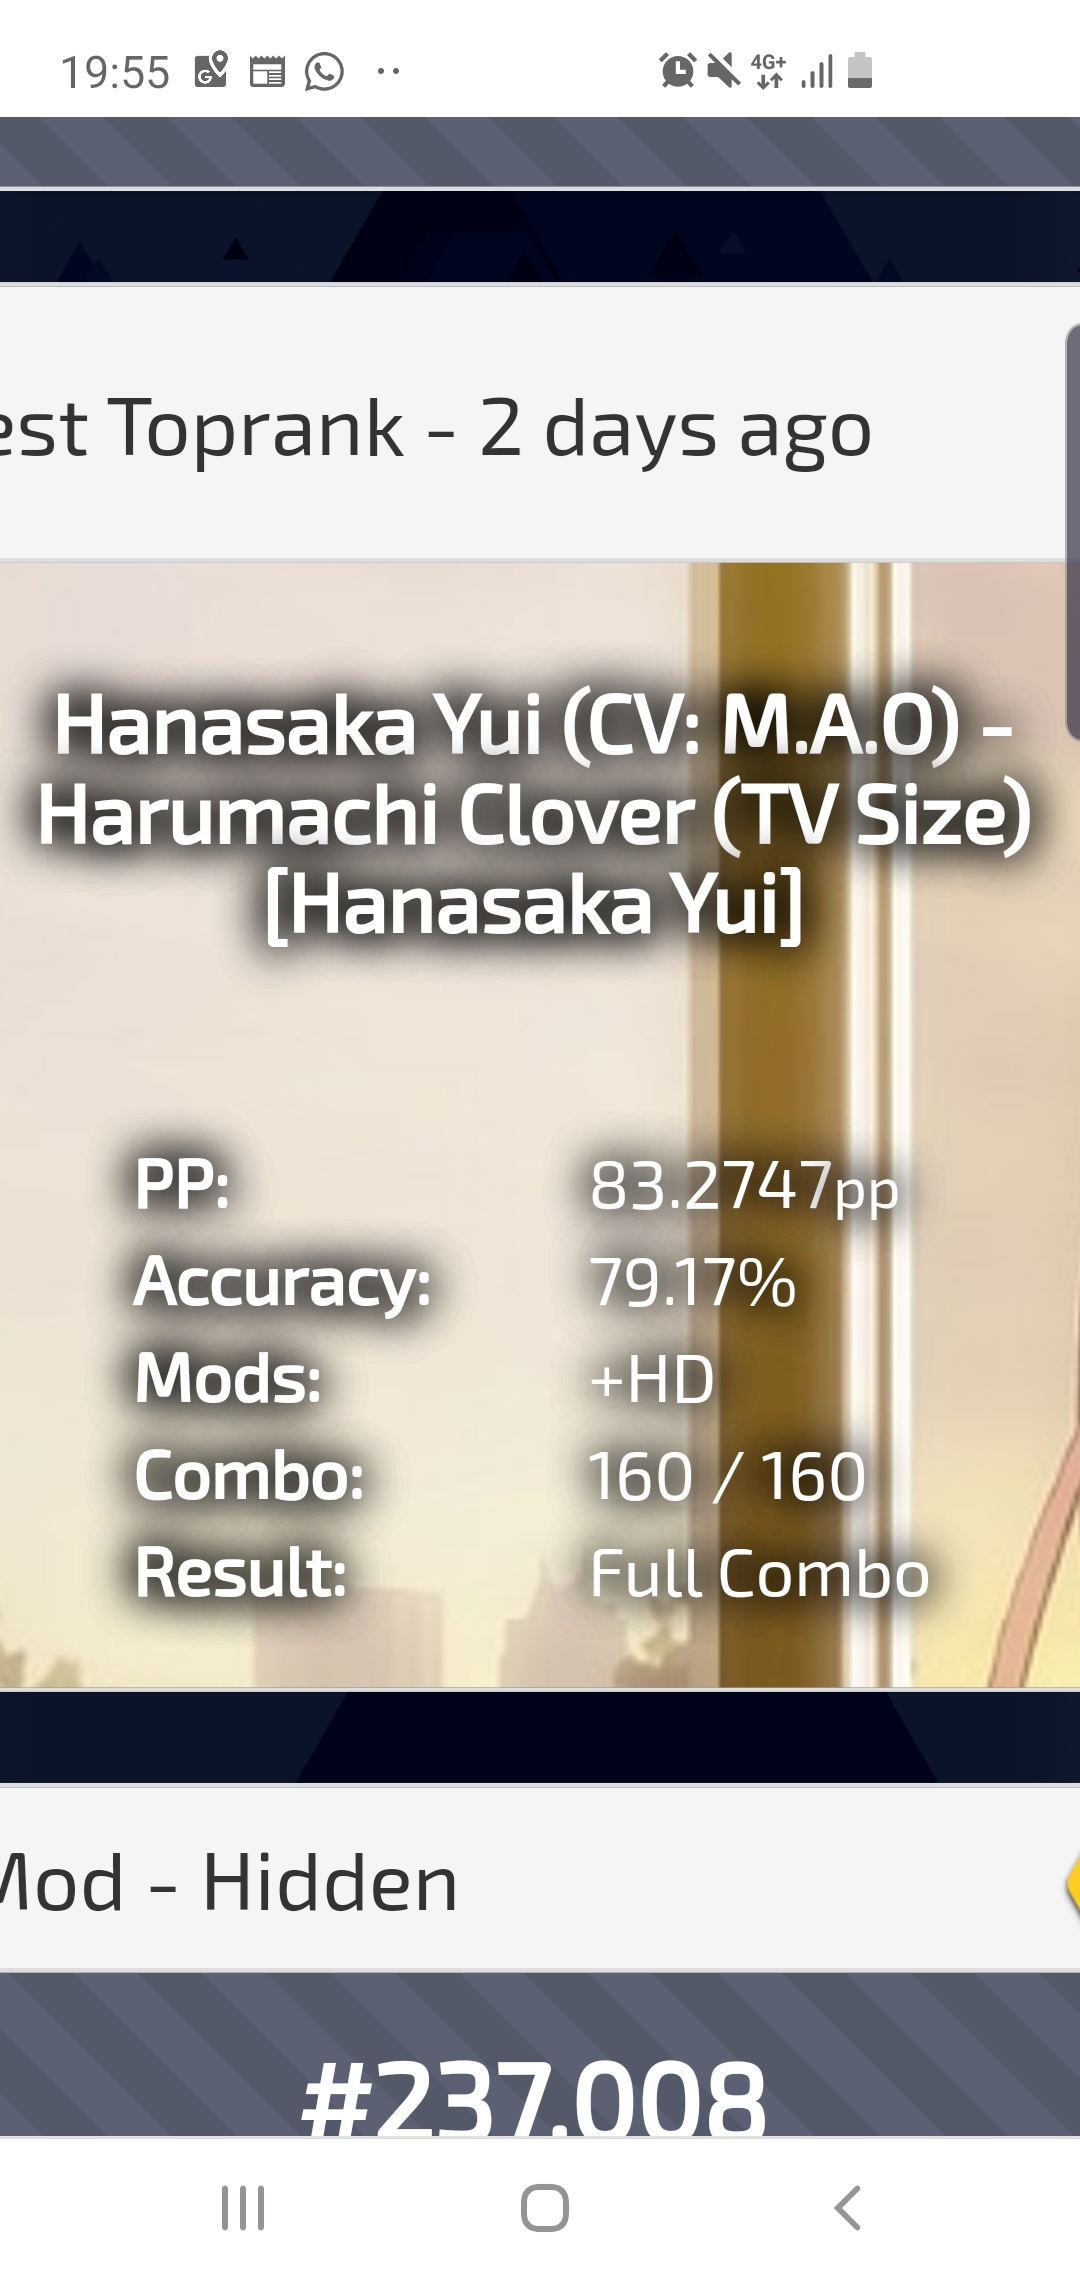 19:55
4G+
est Toprank - 2 days ago
Hanasaka Yui (CV: M.A.O) -
Harumachi Clover (TV Size)
[Hanasaka Yui]
PP: 83.2747pp
Accuracy: 79.17%
Mods: +HD
Combo: 160 / 160
Result: Full Combo
Mod - Hidden
#237.008